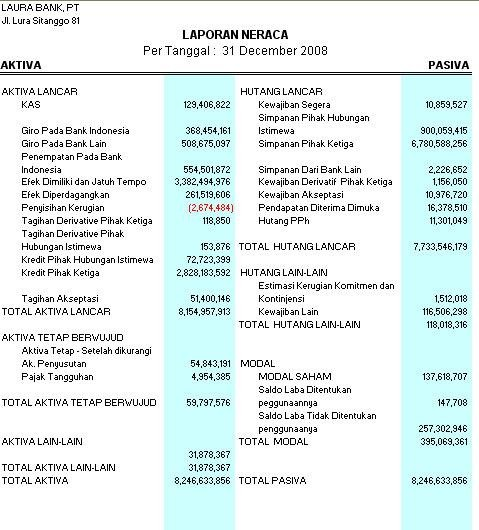 LAURA BANK, PT
Jl. Lura Sitanggo 81
LAPORAN NERACA
Per Tanggal : 31 December 2008
AKTIVA PASIVA
AKTIVA LANCAR HUTANG LANCAR
KAS 129,406,822 Kewajiban Segera 10,859,527
Simpanan Pihak Hubungan
Giro Pada Bank Indonesia 368,454,161 Istimewa 900,059,415
Giro Pada Bank Lain 508,675,097 Simpanan Pihak Ketiga 6,780,588,256
Penempatan Pada Bank
Indonesia 554,501,872 Simpanan Dari Bank Lain 2,226,652
Efek Dimiliki dan Jatuh Tempo 3,382,494,976 Kewajiban Derivatif Pihak Ketiga 1,156,050
Efek Diperdagangkan 261,519,606 Kewajiban Akseptasi 10,976,720
Penyisihan Kerugian (2,674,484) Pendapatan Diterima Dimuka 16,378,510
Tagihan Derivative Pihak Ketiga 118,850 Hutang PPh 11,301,049
Tagihan Derivative Pihak
Hubungan Istimewa 153,876 TOTAL HUTANG LANCAR 7,733,546,179
Kredit Pihak Hubungan Istimewa 72,723,399
Kredit Pihak Ketiga 2,828,183,592 HUTANG LAIN-LAIN
Estimasi Kerugian Komitmen dan
Tagihan Akseptasi 51,400,146 Kontinjensi 1,512,018
TOTAL AKTIVA LANCAR 8,154,957,913 Kewajiban Lain 116,506,298
TOTAL HUTANG LAIN-LAIN 118,018,316
AKTIVA TETAP BERWUJUD
Aktiva Tetap - Setelah dikurangi
Ak. Penyusutan 54,843,191 MODAL
Pajak Tangguhan 4,954,385 MODAL SAHAM 137,618,707
Saldo Laba Ditentukan
TOTAL AKTIVA TETAP BERWUJUD 59,797,576 peggunaannya 147,708
Saldo Laba Tidak Ditentukan
penggunaanya 257,302,946
AKTIVA LAIN-LAIN TOTAL MODAL 395,069,361
31,878,367
TOTAL AKTIVA LAIN-LAIN 31,878,367
TOTAL AKTIVA 8,246,633,856 TOTAL PASIVA 8,246,633,856